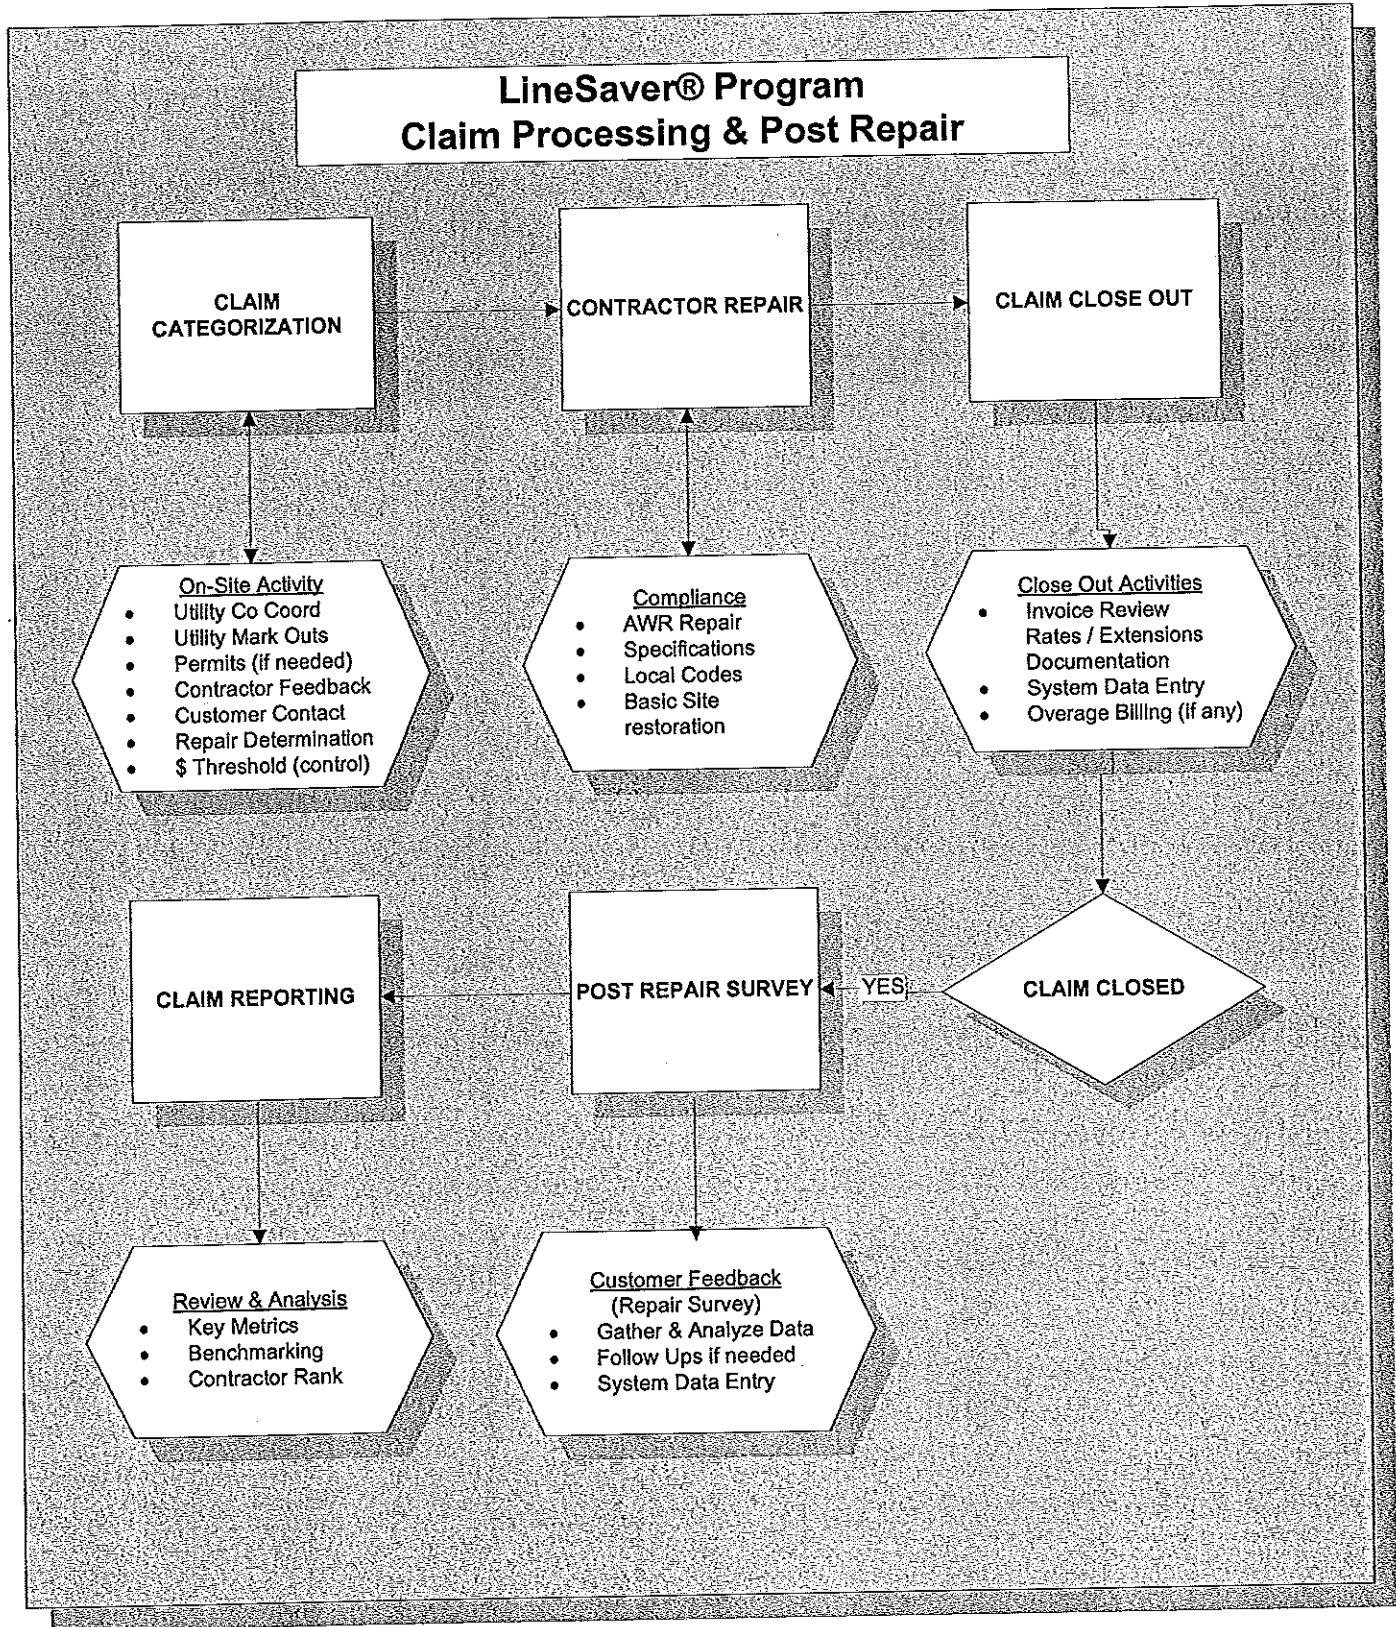 LineSaver® Program
Claim Processing & Post Repair
CLAIM
CATEGORIZATION
CONTRACTOR REPAIR
CLAIM CLOSE OUT
On-Site Activity
• Utility Co Coord
• Utility Mark Outs
• Permits (if needed)
• Contractor Feedback
• Customer Contact
• Repair Determination
• $ Threshold (control)
Compliance
• AWR Repair
• Specifications
• Local Codes
• Basic Site
restoration
Close Out Activities
• Invoice Review
Rates / Extensions
Documentation
• System Data Entry
• Overage Billing (if any)
CLAIM REPORTING
POST REPAIR SURVEY
YES
CLAIM CLOSED
Review & Analysis
• Key Metrics
• Benchmarking
• Contractor Rank
Customer Feedback
(Repair Survey)
• Gather & Analyze Data
• Follow Ups if needed
• System Data Entry